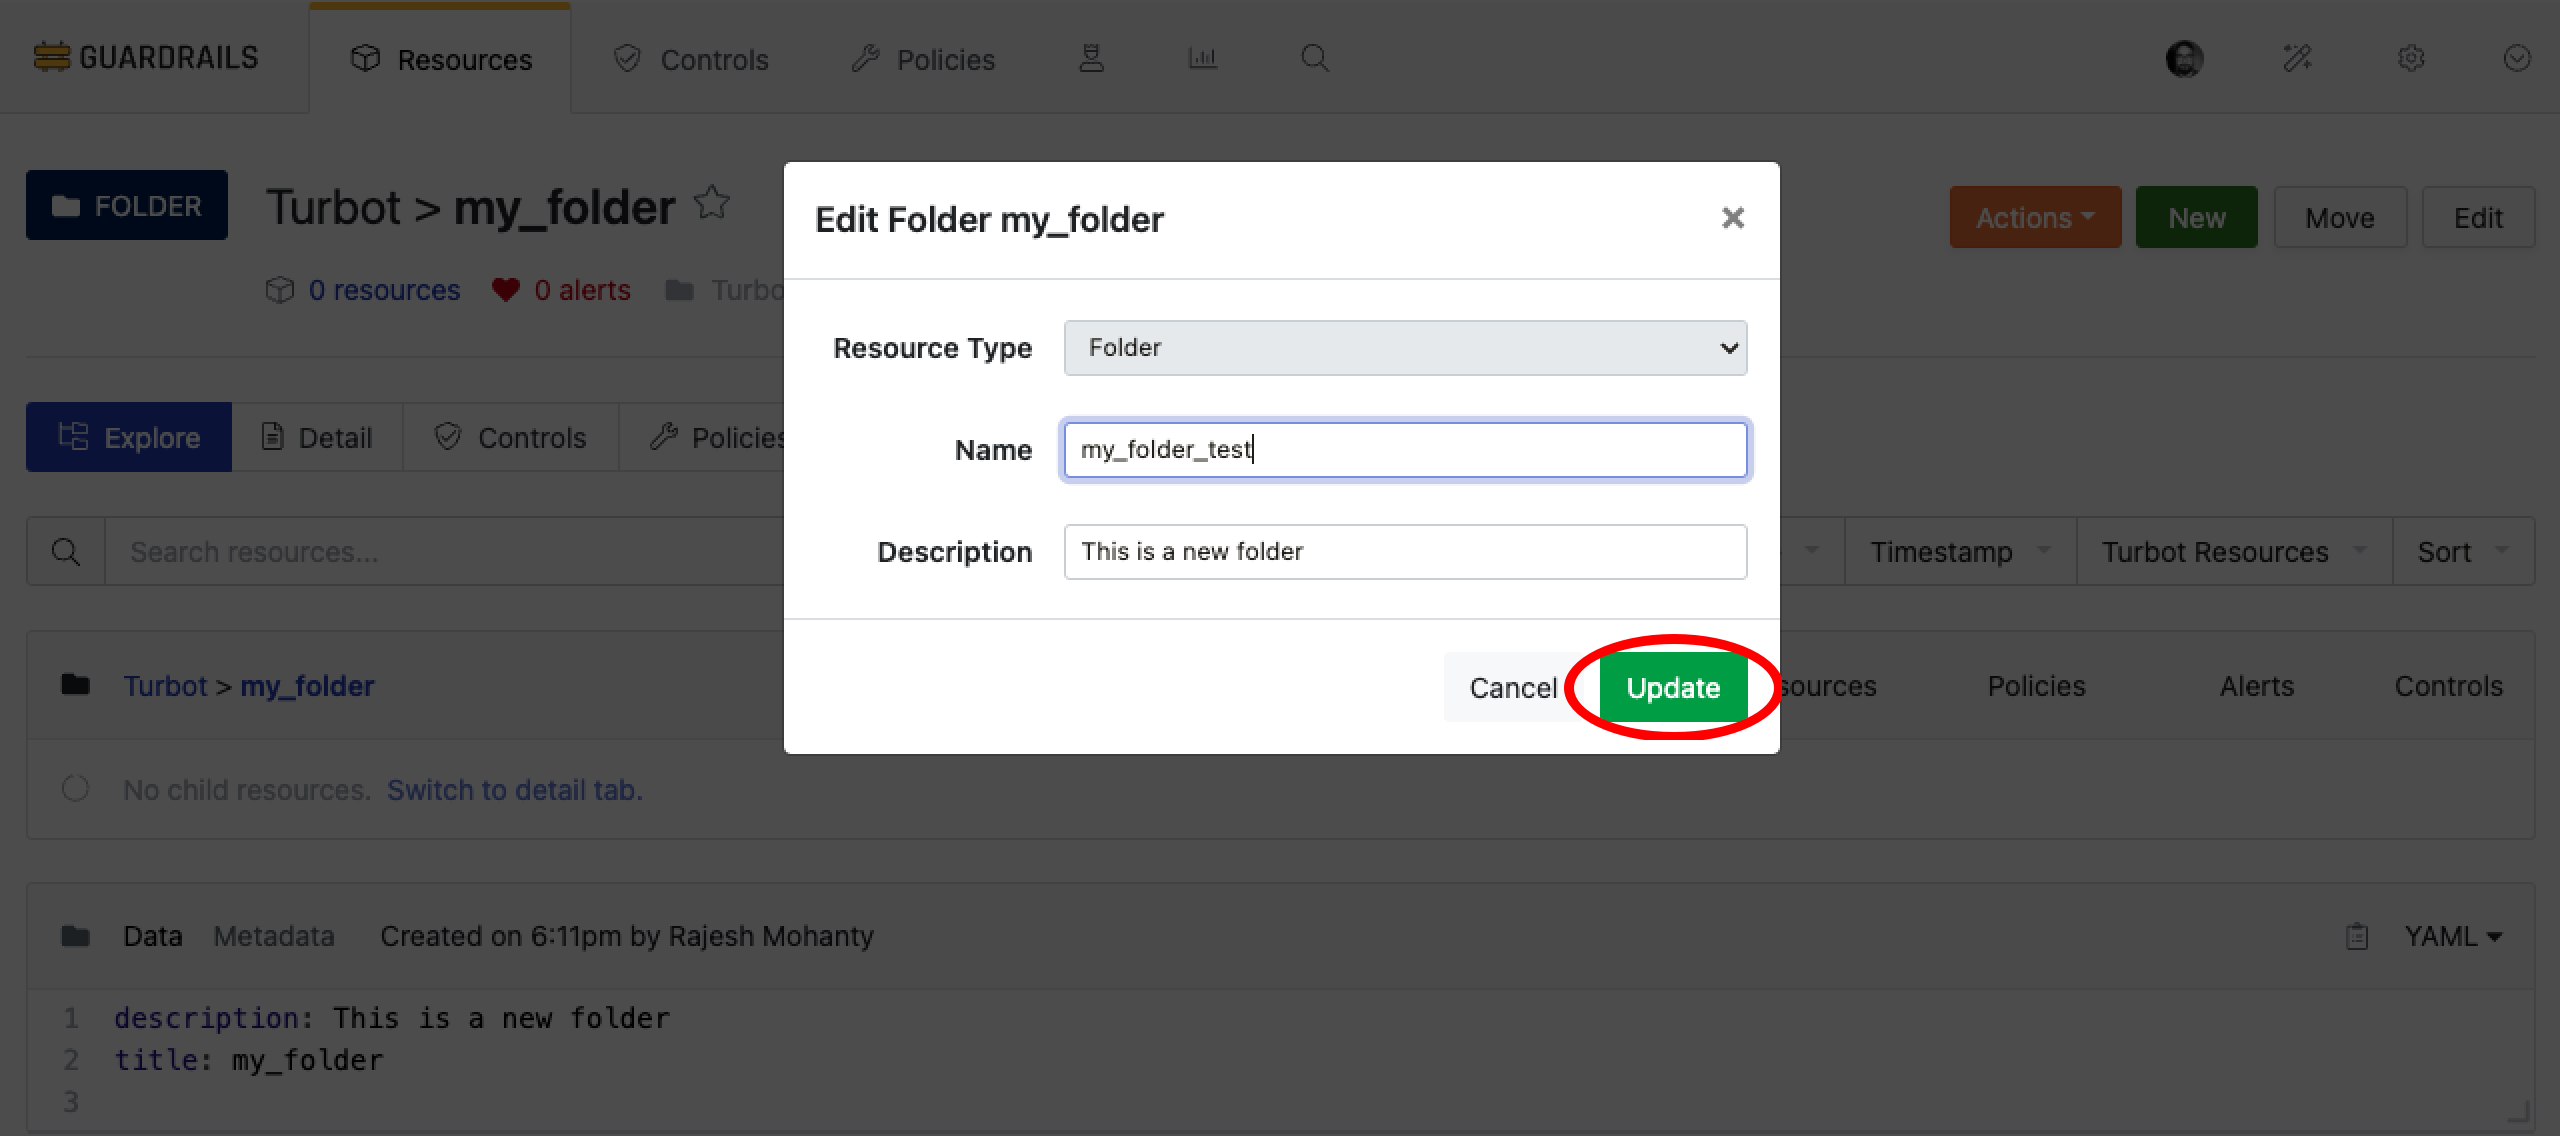 GUARDRAILS Resources Controls Policies
FOLDER Turbot > my_folder Actions New Move Edit
0 resources 0 alerts Turbo
Edit Folder my_folder ×
Resource Type Folder
Name my_folder_test
Description This is a new folder
Cancel Update
Explore Detail Controls Policies
Search resources... Timestamp Turbot Resources Sort
Turbot > my_folder sources Policies Alerts Controls
No child resources. Switch to detail tab.
Data Metadata Created on 6:11pm by Rajesh Mohanty YAML
1 description: This is a new folder
2 title: my_folder
3